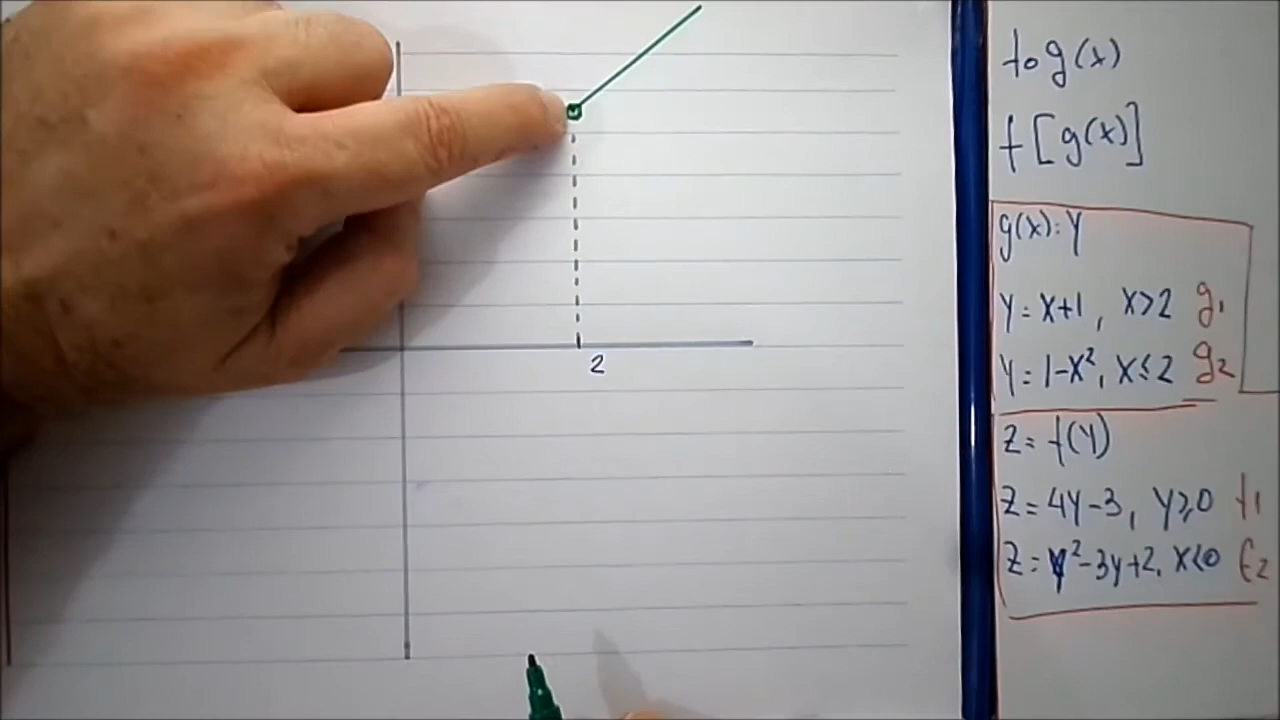 2
fog(x)
f[g(x)]
g(x): y
y = x+1, x>2 g₁
y = 1-x², x≤2 g₂
z = f(y)
z = 4y-3, y≥0 f₁
z = y²-3y+2, x<0 f₂